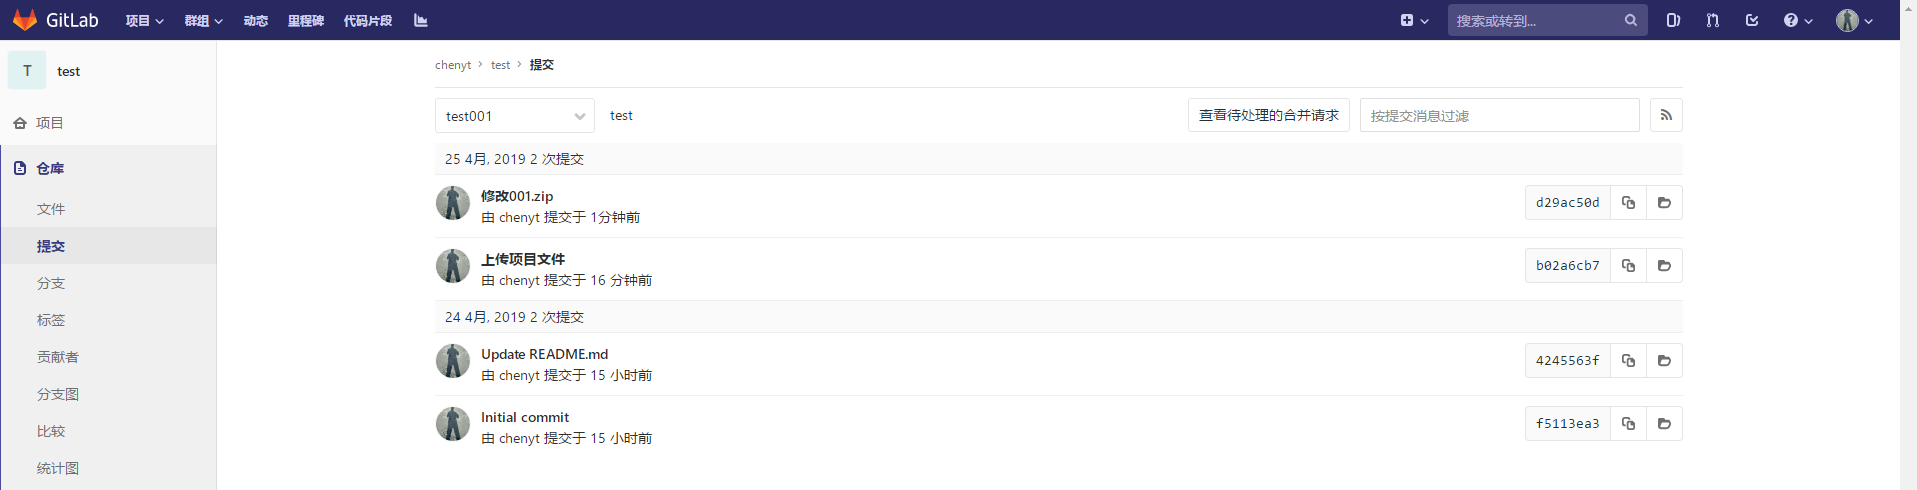 GitLab 项目 群组 动态 里程碑 代码片段 搜索或转到...
T test
项目
仓库
文件
提交
分支
标签
贡献者
分支图
比较
统计图
chenyt > test > 提交
test001 test 查看待处理的合并请求 按提交消息过滤
25 4月, 2019 2 次提交
修改001.zip
由 chenyt 提交于 1分钟前
d29ac50d
上传项目文件
由 chenyt 提交于 16 分钟前
b02a6cb7
24 4月, 2019 2 次提交
Update README.md
由 chenyt 提交于 15 小时前
4245563f
Initial commit
由 chenyt 提交于 15 小时前
f5113ea3